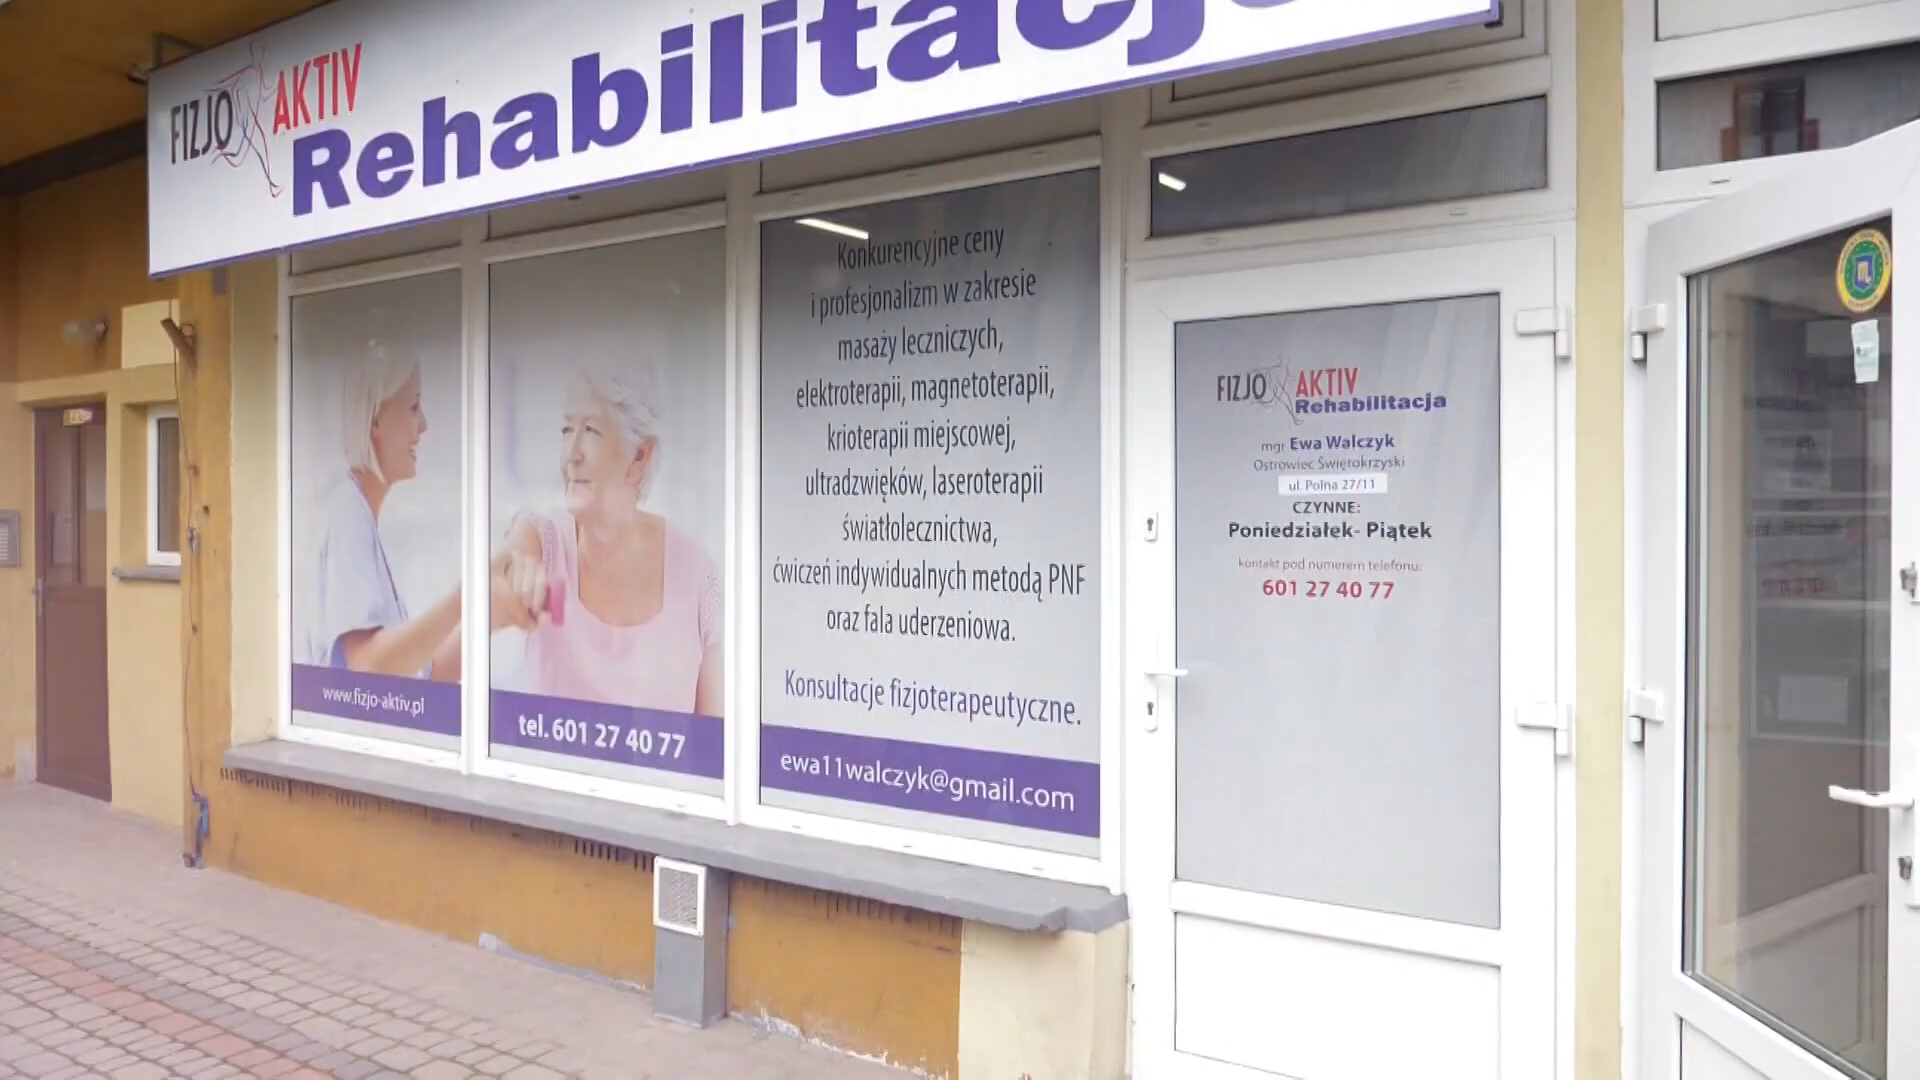 FIZJO AKTIV
Rehabilitacja
Konkurencyjne ceny
i profesjonalizm w zakresie
masaży leczniczych,
elektroterapii, magnetoterapii,
krioterapii miejscowej,
ultradzwięków, laseroterapii
światłolecznictwa,
ćwiczeń indywidualnych metodą PNF
oraz fala uderzeniowa.
Konsultacje fizjoterapeutyczne.
www.fizjo-aktiv.pl
tel. 601 27 40 77
ewa11walczyk@gmail.com
FIZJO AKTIV
Rehabilitacja
mgr Ewa Walczyk
Ostrowiec Świętokrzyski
ul. Polna 27/11
CZYNNE:
Poniedziałek- Piątek
kontakt pod numerem telefonu:
601 27 40 77